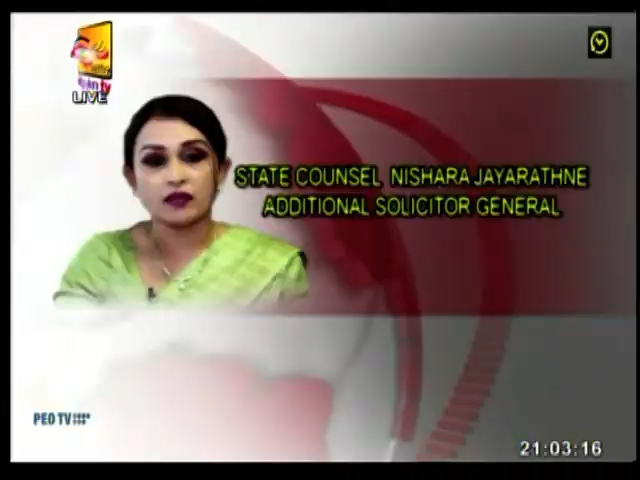 LIVE
STATE COUNSEL NISHARA JAYARATHNE
ADDITIONAL SOLICITOR GENERAL
PEO TV
21:03:16